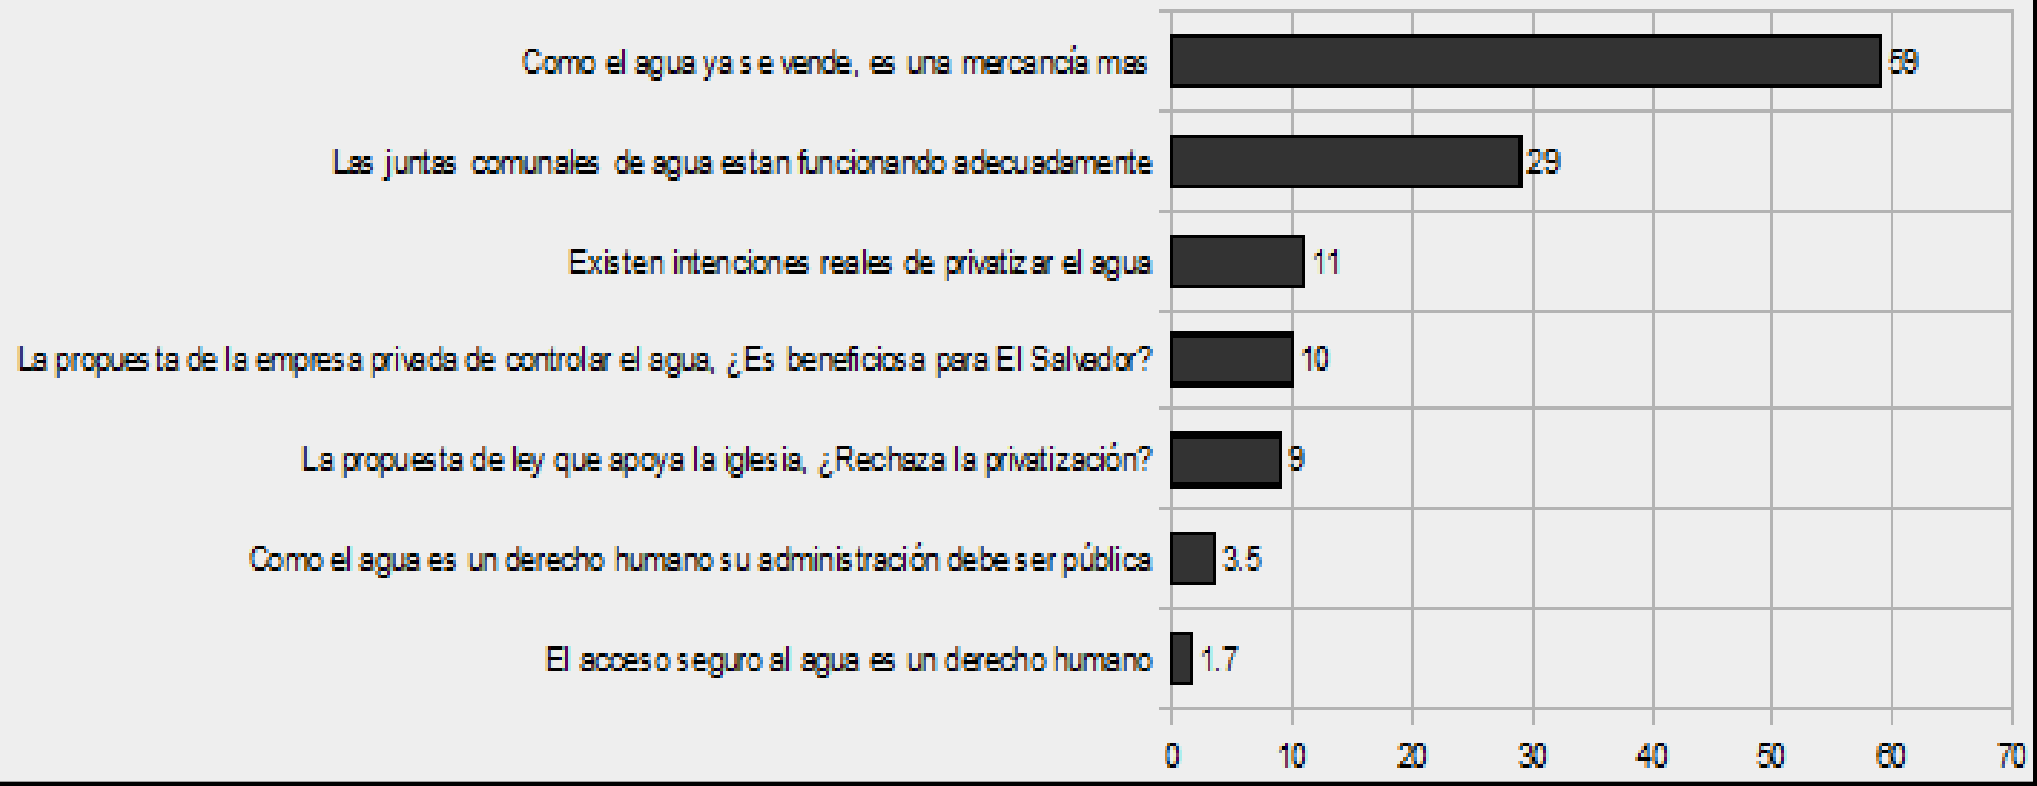 Como el agua ya se vende, es una mercancía mas 59
Las juntas comunales de agua estan funcionando adecuadamente 29
Existen intenciones reales de privatizar el agua 11
La propuesta de la empresa privada de controlar el agua, ¿Es beneficiosa para El Salvador? 10
La propuesta de ley que apoya la iglesia, ¿Rechaza la privatización? 9
Como el agua es un derecho humano su administración debe ser pública 3.5
El acceso seguro al agua es un derecho humano 1.7
0 10 20 30 40 50 60 70